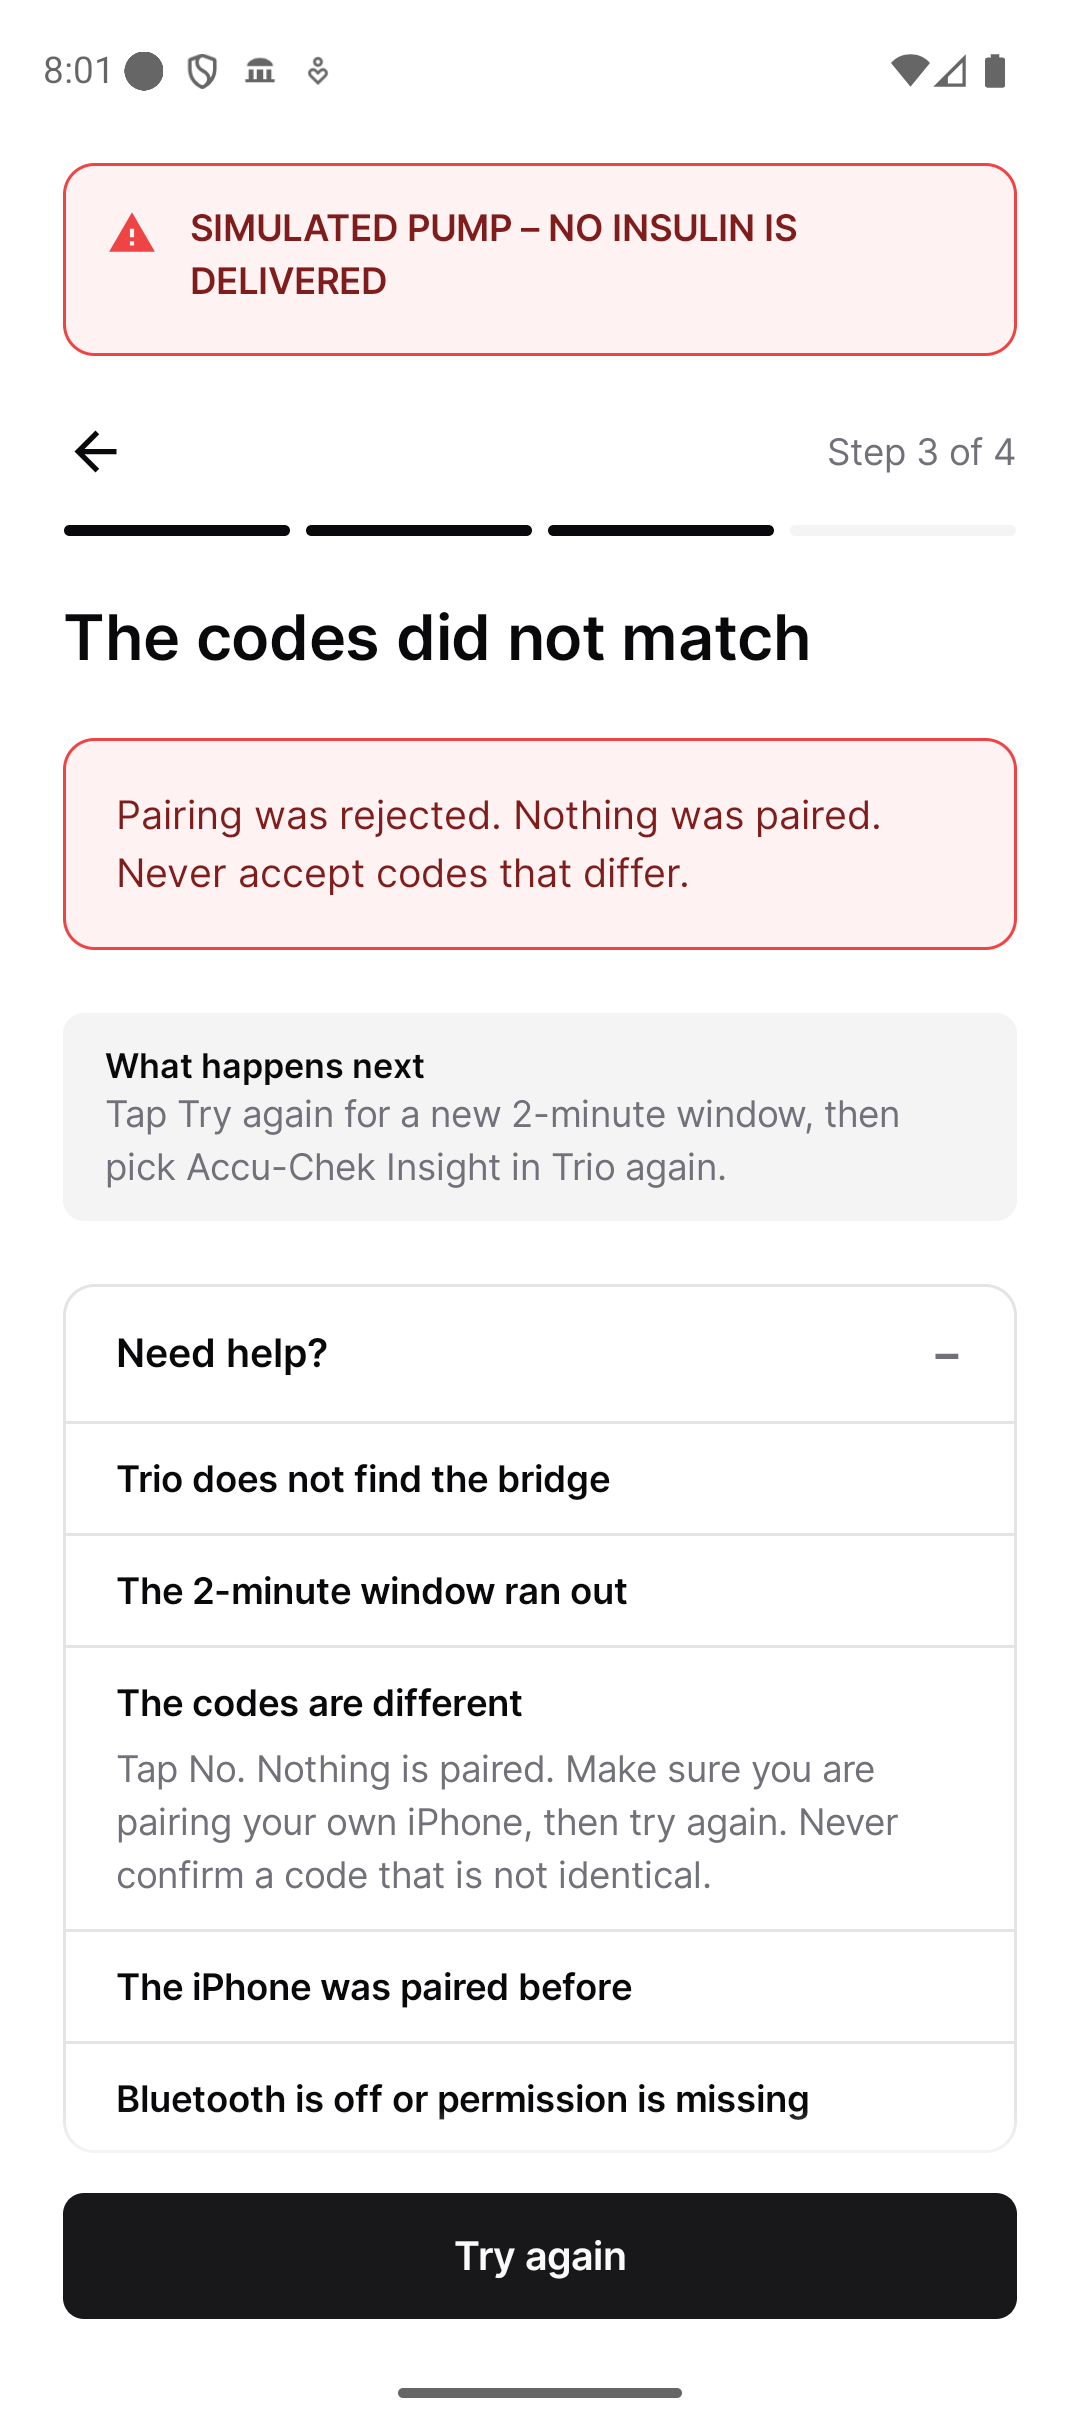 8:01
SIMULATED PUMP – NO INSULIN IS
DELIVERED
Step 3 of 4
The codes did not match
Pairing was rejected. Nothing was paired.
Never accept codes that differ.
What happens next
Tap Try again for a new 2-minute window, then
pick Accu-Chek Insight in Trio again.
Need help?
Trio does not find the bridge
The 2-minute window ran out
The codes are different
Tap No. Nothing is paired. Make sure you are
pairing your own iPhone, then try again. Never
confirm a code that is not identical.
The iPhone was paired before
Bluetooth is off or permission is missing
Try again